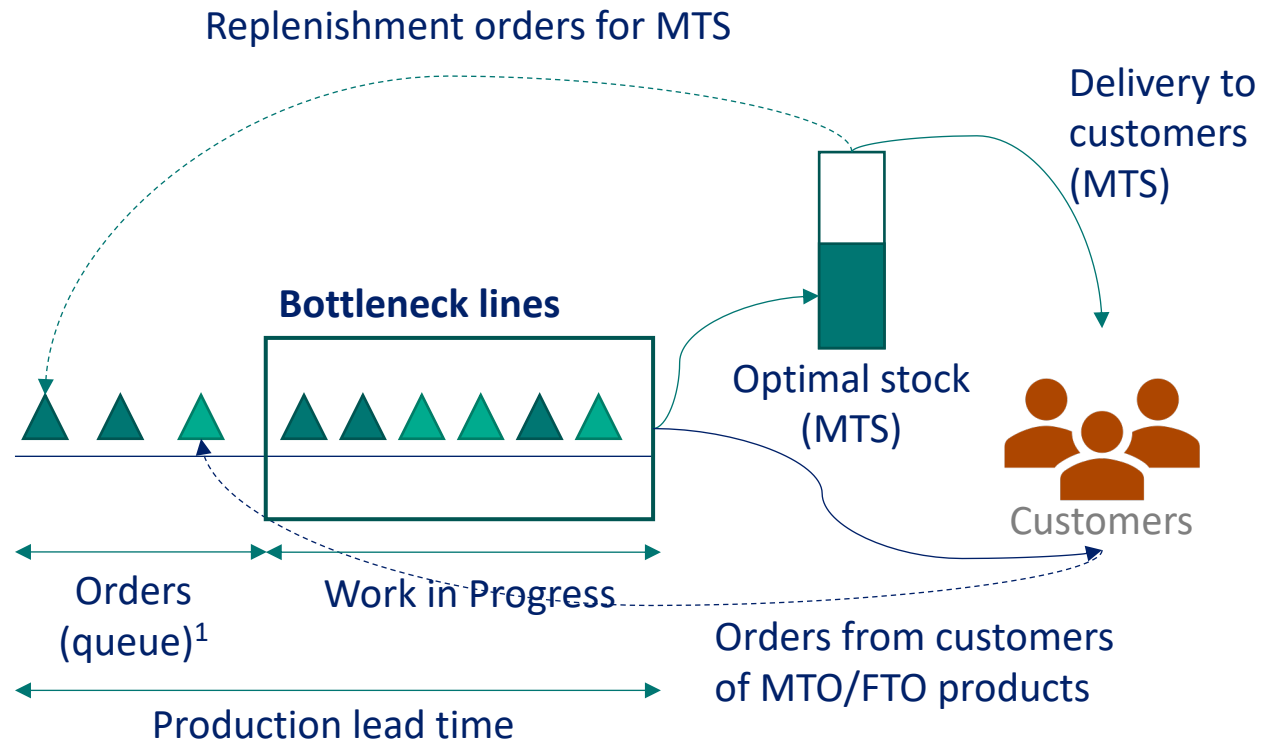 Replenishment orders for MTS
Delivery to
customers
(MTS)
Bottleneck lines
Optimal stock
(MTS)
Customers
Orders
(queue)1
Work in Progress
Orders from customers
of MTO/FTO products
Production lead time